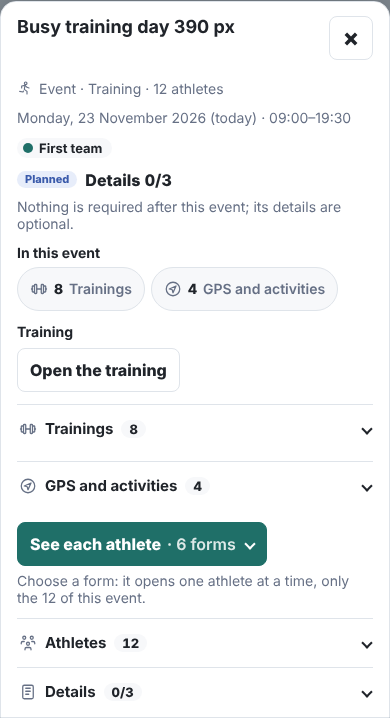 Busy training day 390 px
Event · Training · 12 athletes
Monday, 23 November 2026 (today) · 09:00–19:30
First team
Planned Details 0/3
Nothing is required after this event; its details are
optional.
In this event
8 Trainings 4 GPS and activities
Training
Open the training
Trainings 8
GPS and activities 4
See each athlete · 6 forms
Choose a form: it opens one athlete at a time, only
the 12 of this event.
Athletes 12
Details 0/3